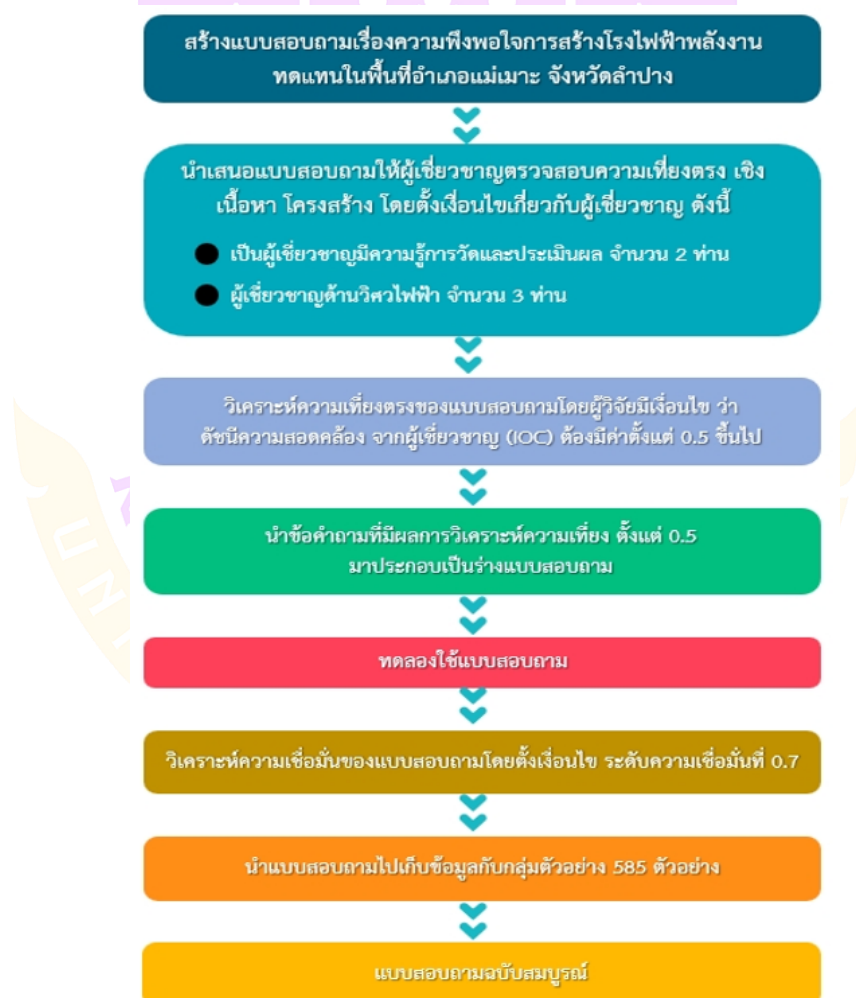 สร้างแบบสอบถามเรื่องความพึงพอใจการสร้างโรงไฟฟ้าพลังงาน
ทดแทนในพื้นที่อำเภอแม่เมาะ จังหวัดลำปาง
นำเสนอแบบสอบถามให้ผู้เชี่ยวชาญตรวจสอบความเที่ยงตรง เชิง
เนื้อหา โครงสร้าง โดยตั้งเงื่อนไขเกี่ยวกับผู้เชี่ยวชาญ ดังนี้
● เป็นผู้เชี่ยวชาญมีความรู้การวัดและประเมินผล จำนวน 2 ท่าน
● ผู้เชี่ยวชาญด้านวิศวไฟฟ้า จำนวน 3 ท่าน
วิเคราะห์ความเที่ยงตรงของแบบสอบถามโดยผู้วิจัยมีเงื่อนไข ว่า
ดัชนีความสอดคล้อง จากผู้เชี่ยวชาญ (IOC) ต้องมีค่าตั้งแต่ 0.5 ขึ้นไป
นำข้อคำถามที่มีผลการวิเคราะห์ความเที่ยง ตั้งแต่ 0.5
มาประกอบเป็นร่างแบบสอบถาม
ทดลองใช้แบบสอบถาม
วิเคราะห์ความเชื่อมั่นของแบบสอบถามโดยตั้งเงื่อนไข ระดับความเชื่อมั่นที่ 0.7
นำแบบสอบถามไปเก็บข้อมูลกับกลุ่มตัวอย่าง 585 ตัวอย่าง
แบบสอบถามฉบับสมบูรณ์